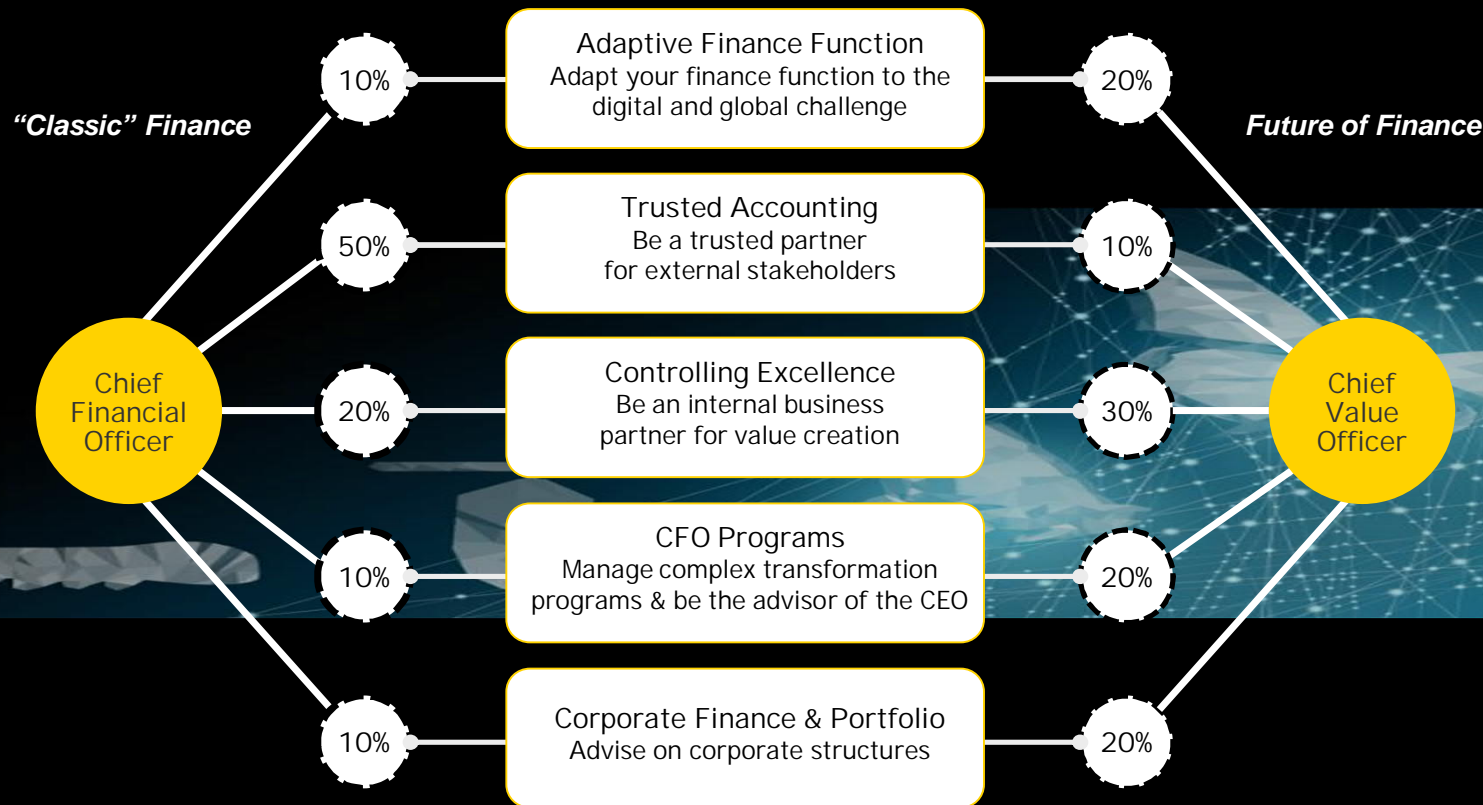 Adaptive Finance Function
Adapt your finance function to the
digital and global challenge
10%
20%
“Classic” Finance
Future of Finance
Trusted Accounting
Be a trusted partner
for external stakeholders
50%
10%
Controlling Excellence
Be an internal business
partner for value creation
Chief
Financial
Officer
20%
30%
Chief
Value
Officer
CFO Programs
Manage complex transformation
programs & be the advisor of the CEO
10%
20%
Corporate Finance & Portfolio
Advise on corporate structures
10%
20%